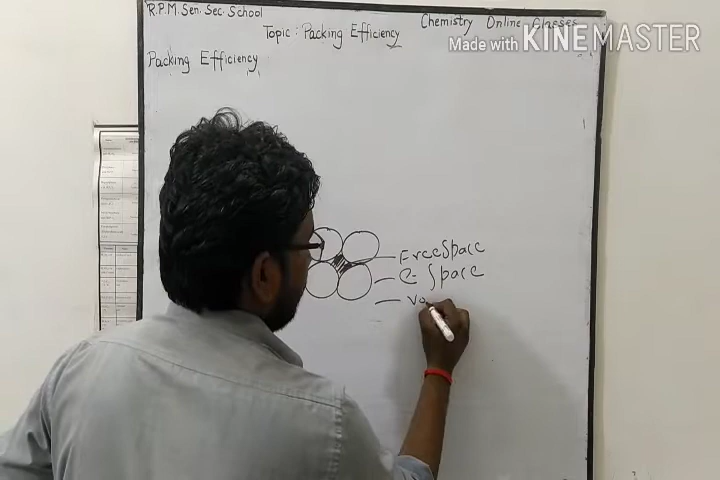 R.P.M. Sen. Sec. School
Chemistry Online Classes
Topic : Packing Efficiency
Made with KINEMASTER
Packing Efficiency
Free Space
e- Space
Vo